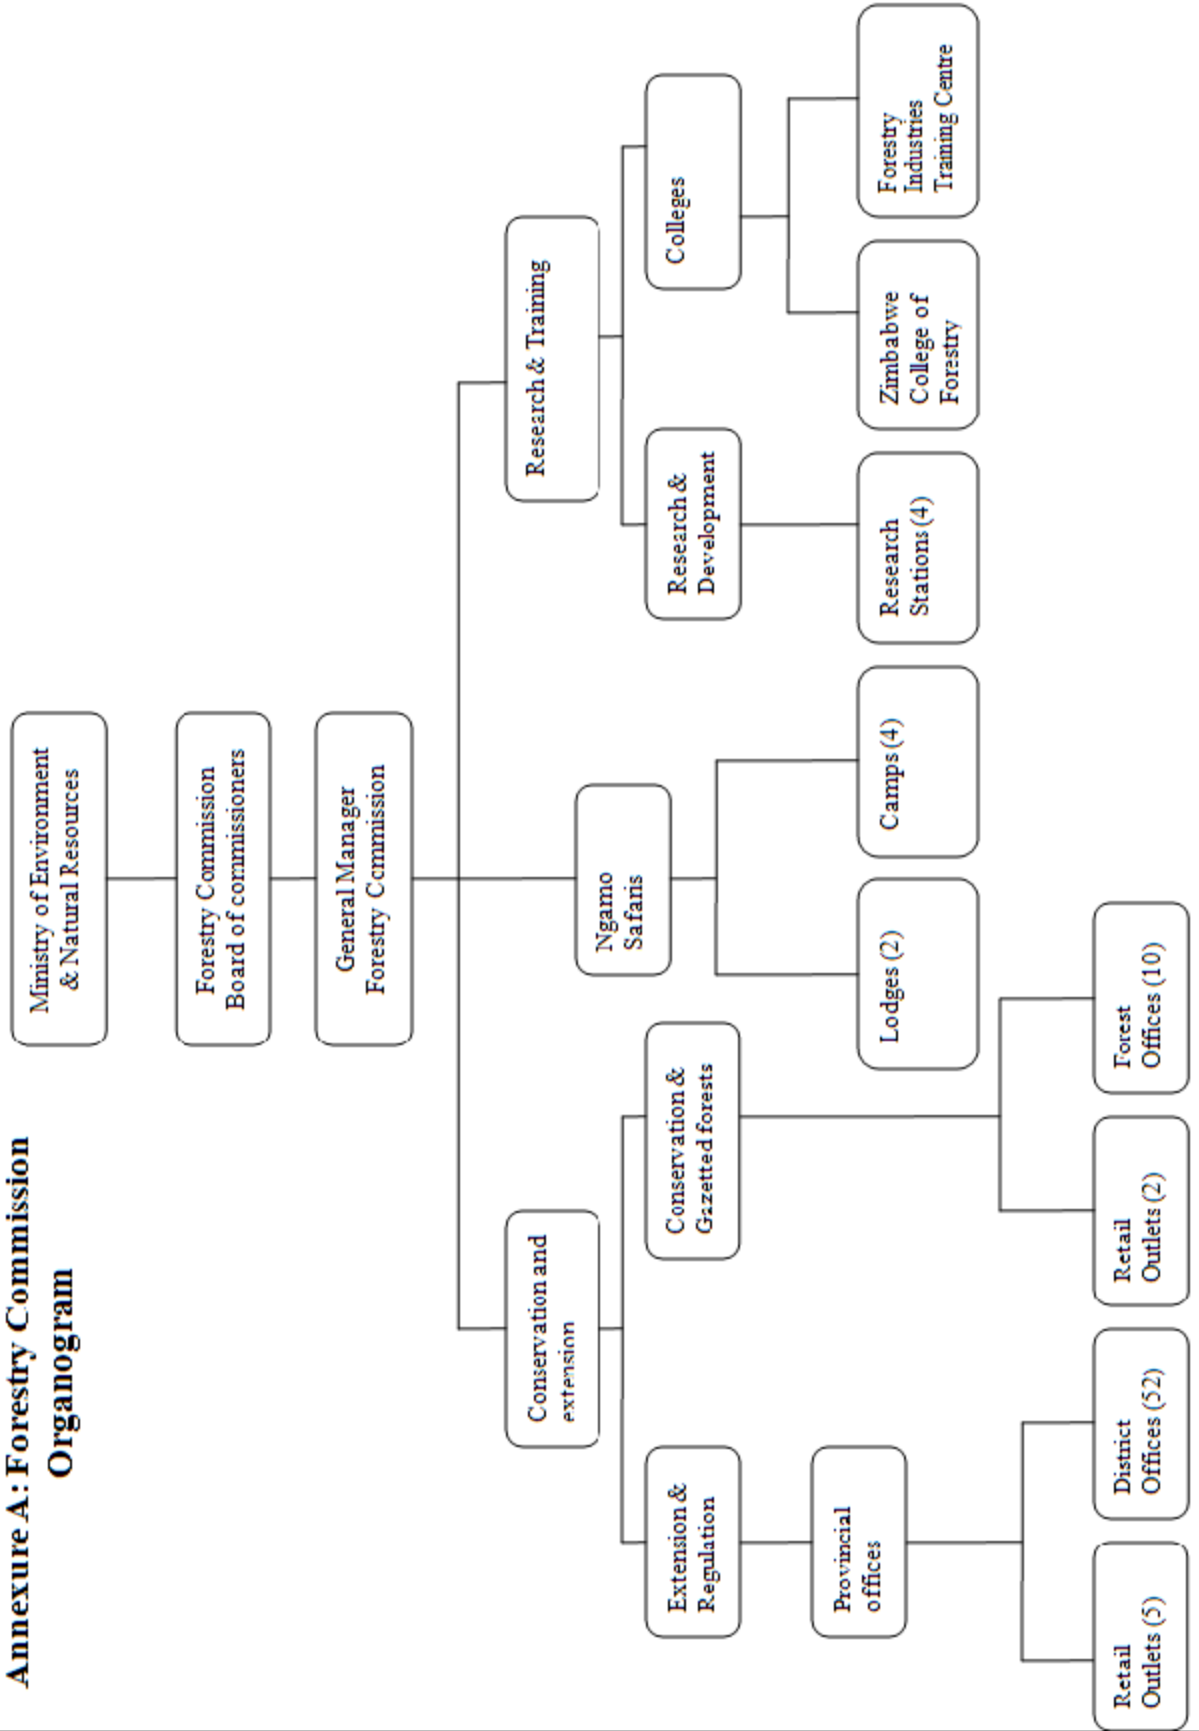 Annexure A: Forestry Commission
Organogram
Ministry of Environment
& Natural Resources
Forestry Commission
Board of commissioners
General Manager
Forestry Commission
Conservation and
extension
Ngamo
Safaris
Research & Training
Extension &
Regulation
Conservation &
Gazetted forests
Research &
Development
Colleges
Provincial
offices
Lodges (2)
Camps (4)
Research
Stations (4)
Zimbabwe
College of
Forestry
Forestry
Industries
Training Centre
Retail
Outlets (5)
District
Offices (52)
Retail
Outlets (2)
Forest
Offices (10)